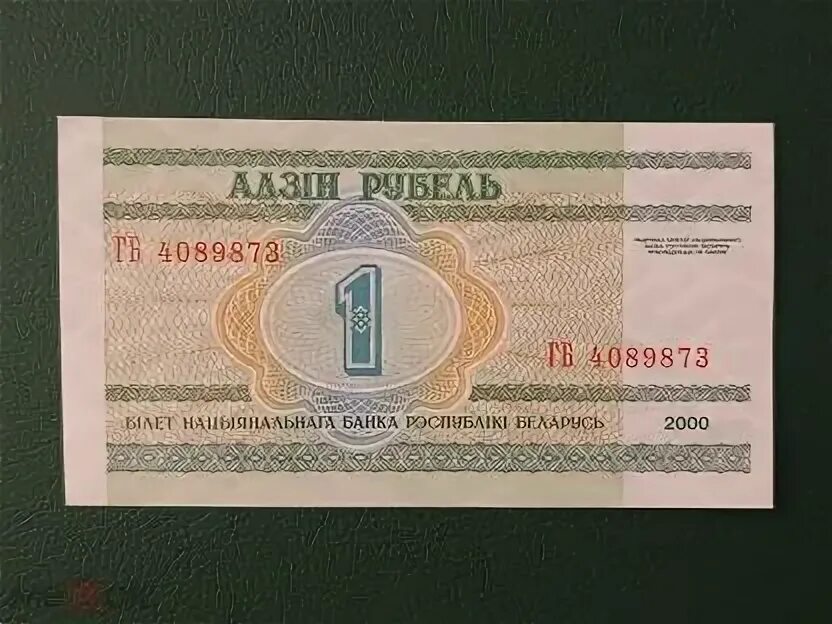 АДЗІН РУБЕЛЬ
ГБ 4089873
1
ГБ 4089873
БІЛЕТ НАЦЫЯНАЛЬНАГА БАНКА РЭСПУБЛІКІ БЕЛАРУСЬ 2000